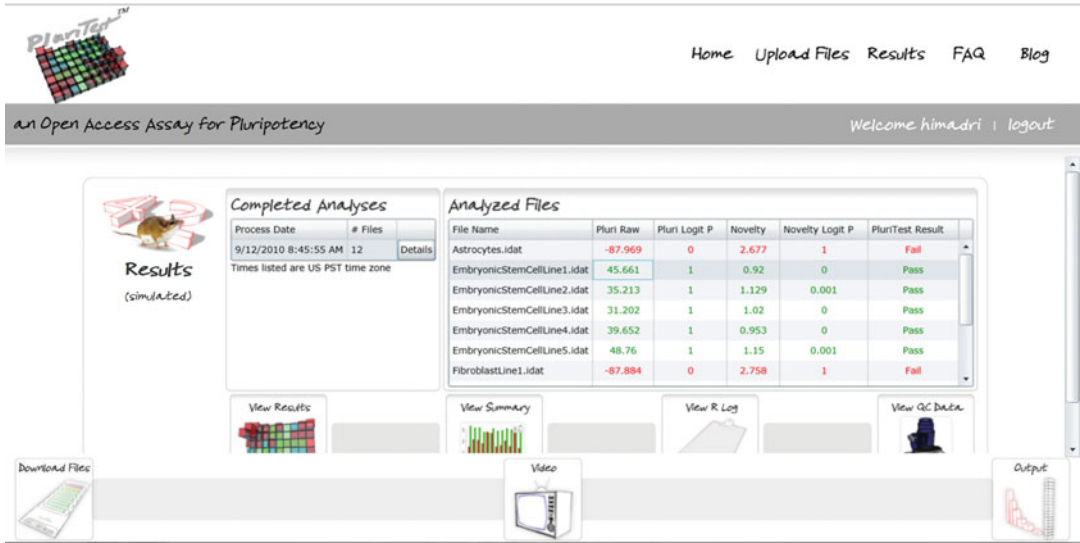 PluriTest™
Home Upload Files Results FAQ Blog
an Open Access Assay for Pluripotency
Welcome himadri | logout
Results
(simulated)
Completed Analyses
Process Date # Files
9/12/2010 8:45:55 AM 12 Details
Times listed are US PST time zone
Analyzed Files
File Name Pluri Raw Pluri Logit P Novelty Novelty Logit P PluriTest Result
Astrocytes.idat -87.969 0 2.677 1 Fail
EmbryonicStemCellLine1.idat 45.661 1 0.92 0 Pass
EmbryonicStemCellLine2.idat 35.213 1 1.129 0.001 Pass
EmbryonicStemCellLine3.idat 31.202 1 1.02 0 Pass
EmbryonicStemCellLine4.idat 39.652 1 0.953 0 Pass
EmbryonicStemCellLine5.idat 48.76 1 1.15 0.001 Pass
FibroblastLine1.idat -87.884 0 2.758 1 Fail
View Results View Summary View R Log View QC Data
Download Files Video Output